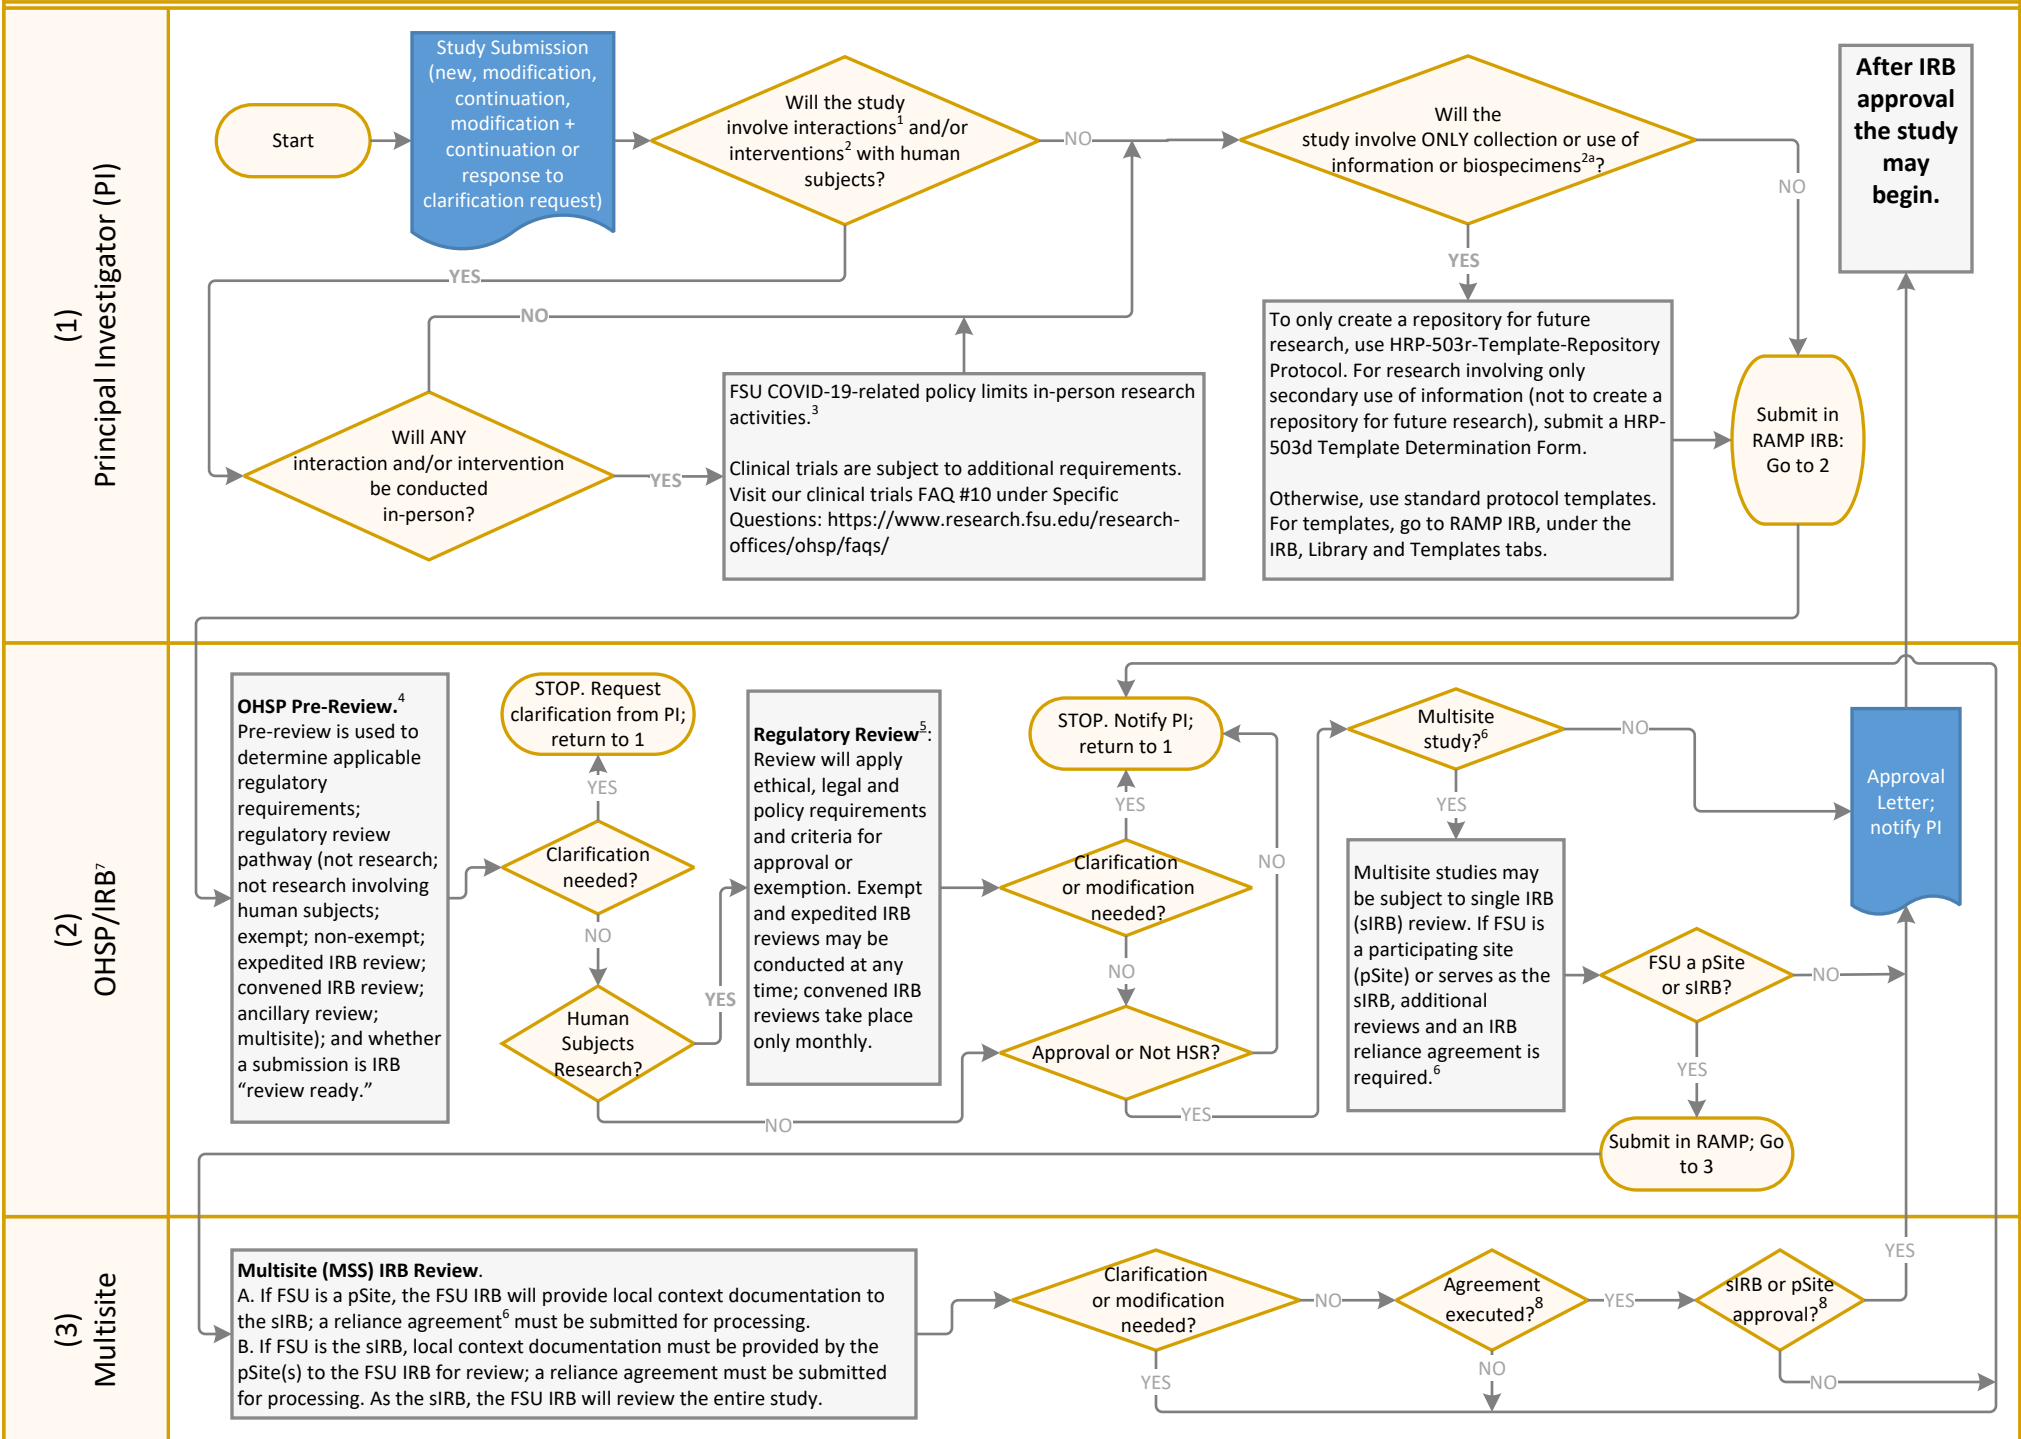 (1)
Principal Investigator (PI)
Start
Study Submission
(new, modification,
continuation,
modification +
continuation or
response to
clarification request)
Will the study
involve interactions1 and/or
interventions2 with human
subjects?
NO
YES
Will the
study involve ONLY collection or use of
information or biospecimens2a?
NO
YES
After IRB
approval
the study
may
begin.
NO
Will ANY
interaction and/or intervention
be conducted
in-person?
YES
FSU COVID-19-related policy limits in-person research
activities.3
Clinical trials are subject to additional requirements.
Visit our clinical trials FAQ #10 under Specific
Questions: https://www.research.fsu.edu/research-
offices/ohsp/faqs/
To only create a repository for future
research, use HRP-503r-Template-Repository
Protocol. For research involving only
secondary use of information (not to create a
repository for future research), submit a HRP-
503d Template Determination Form.
Otherwise, use standard protocol templates.
For templates, go to RAMP IRB, under the
IRB, Library and Templates tabs.
Submit in
RAMP IRB:
Go to 2
(2)
OHSP/IRB7
OHSP Pre-Review.4
Pre-review is used to
determine applicable
regulatory
requirements;
regulatory review
pathway (not research;
not research involving
human subjects;
exempt; non-exempt;
expedited IRB review;
convened IRB review;
ancillary review;
multisite); and whether
a submission is IRB
“review ready.”
STOP. Request
clarification from PI;
return to 1
YES
Clarification
needed?
NO
Human
Subjects
Research?
YES
NO
Regulatory Review5:
Review will apply
ethical, legal and
policy requirements
and criteria for
approval or
exemption. Exempt
and expedited IRB
reviews may be
conducted at any
time; convened IRB
reviews take place
only monthly.
STOP. Notify PI;
return to 1
YES
Clarification
or modification
needed?
NO
NO
Approval or Not HSR?
YES
Multisite
study?6
NO
YES
Multisite studies may
be subject to single IRB
(sIRB) review. If FSU is
a participating site
(pSite) or serves as the
sIRB, additional
reviews and an IRB
reliance agreement is
required.6
FSU a pSite
or sIRB?
NO
YES
Submit in RAMP; Go
to 3
Approval
Letter;
notify PI
(3)
Multisite
Multisite (MSS) IRB Review.
A. If FSU is a pSite, the FSU IRB will provide local context documentation to
the sIRB; a reliance agreement6 must be submitted for processing.
B. If FSU is the sIRB, local context documentation must be provided by the
pSite(s) to the FSU IRB for review; a reliance agreement must be submitted
for processing. As the sIRB, the FSU IRB will review the entire study.
Clarification
or modification
needed?
NO
YES
Agreement
executed?8
YES
NO
sIRB or pSite
approval?8
YES
NO